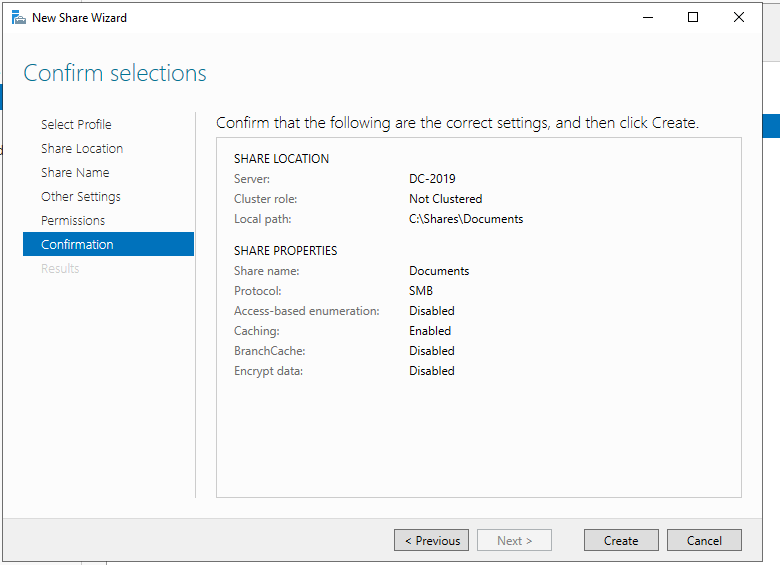 New Share Wizard
Confirm selections
Select Profile
Share Location
Share Name
Other Settings
Permissions
Confirmation
Results
Confirm that the following are the correct settings, and then click Create.
SHARE LOCATION
Server: DC-2019
Cluster role: Not Clustered
Local path: C:\Shares\Documents
SHARE PROPERTIES
Share name: Documents
Protocol: SMB
Access-based enumeration: Disabled
Caching: Enabled
BranchCache: Disabled
Encrypt data: Disabled
< Previous Next > Create Cancel